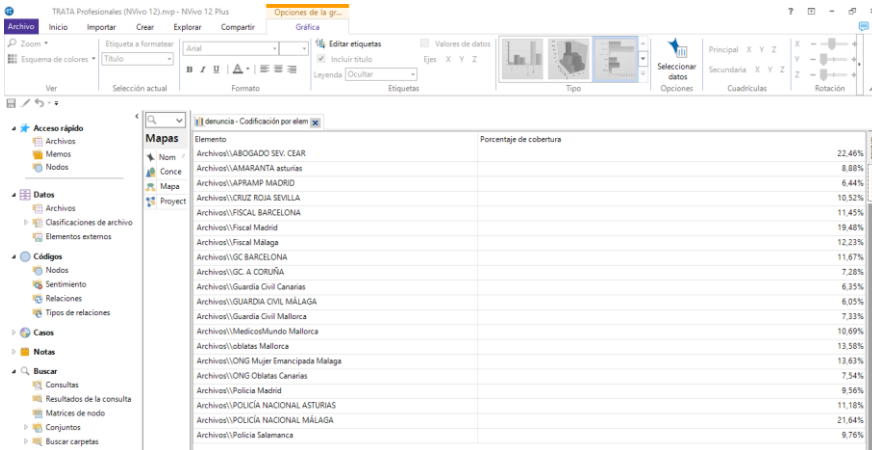 TRATA Profesionales (NVivo 12).nvp - NVivo 12 Plus
Opciones de la gr...
Archivo Inicio Importar Crear Explorar Compartir Gráfica
Zoom
Esquema de colores
Ver
Etiqueta a formatear
Título
Selección actual
Arial
B I U A
Formato
Editar etiquetas
Incluir título
Leyenda Ocultar
Valores de datos
Ejes X Y Z
Etiquetas
Tipo
Seleccionar datos
Opciones
Principal X Y Z
Secundaria X Y Z
Cuadrículas
X
Y
Z
Rotación
Acceso rápido
Archivos
Memos
Nodos
Datos
Archivos
Clasificaciones de archivo
Elementos externos
Códigos
Nodos
Sentimiento
Relaciones
Tipos de relaciones
Casos
Notas
Buscar
Consultas
Resultados de la consulta
Matrices de nodo
Conjuntos
Buscar carpetas
Mapas
Nom
Conce
Mapa
Proyect
denuncia - Codificación por elem
Elemento Porcentaje de cobertura
Archivos\\ABOGADO SEV. CEAR 22,46%
Archivos\\AMARANTA asturias 8,88%
Archivos\\APRAMP MADRID 6,44%
Archivos\\CRUZ ROJA SEVILLA 10,52%
Archivos\\FISCAL BARCELONA 11,45%
Archivos\\Fiscal Madrid 19,48%
Archivos\\Fiscal Málaga 12,23%
Archivos\\GC BARCELONA 11,67%
Archivos\\GC. A CORUÑA 7,28%
Archivos\\Guardia Civil Canarias 6,35%
Archivos\\GUARDIA CIVIL MÁLAGA 6,05%
Archivos\\Guardia Civil Mallorca 7,33%
Archivos\\MedicosMundo Mallorca 10,69%
Archivos\\oblatas Mallorca 13,58%
Archivos\\ONG Mujer Emancipada Malaga 13,63%
Archivos\\ONG Oblatas Canarias 7,54%
Archivos\\Policia Madrid 9,56%
Archivos\\POLICÍA NACIONAL ASTURIAS 11,18%
Archivos\\POLICÍA NACIONAL MÁLAGA 21,64%
Archivos\\Policia Salamanca 9,76%